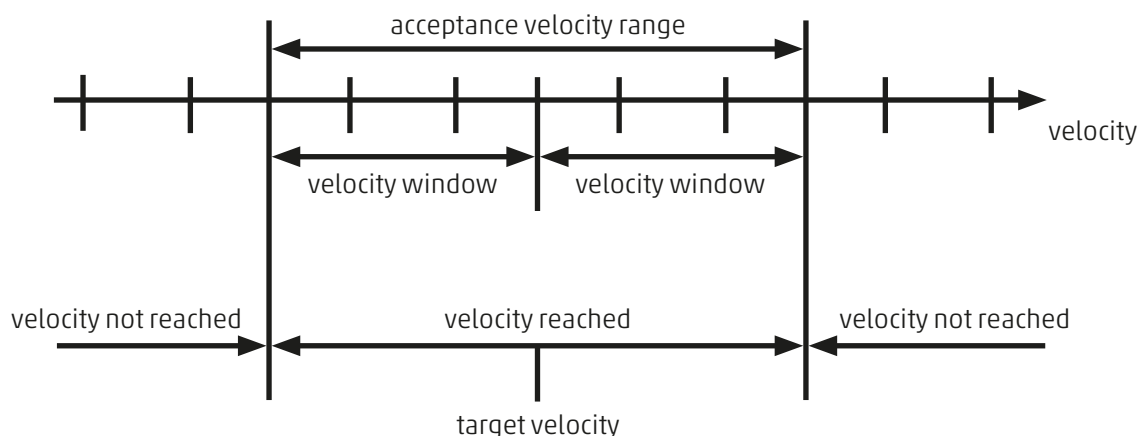 acceptance velocity range
velocity
velocity window
velocity window
velocity not reached
velocity reached
velocity not reached
target velocity